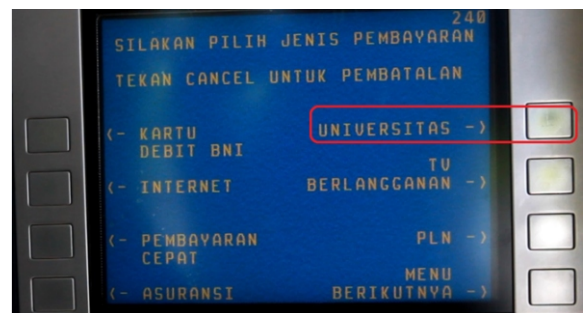 240
SILAKAN PILIH JENIS PEMBAYARAN
TEKAN CANCEL UNTUK PEMBATALAN
<- KARTU DEBIT BNI
UNIVERSITAS ->
<- INTERNET
TV BERLANGGANAN ->
<- PEMBAYARAN CEPAT
PLN ->
<- ASURANSI
MENU BERIKUTNYA ->